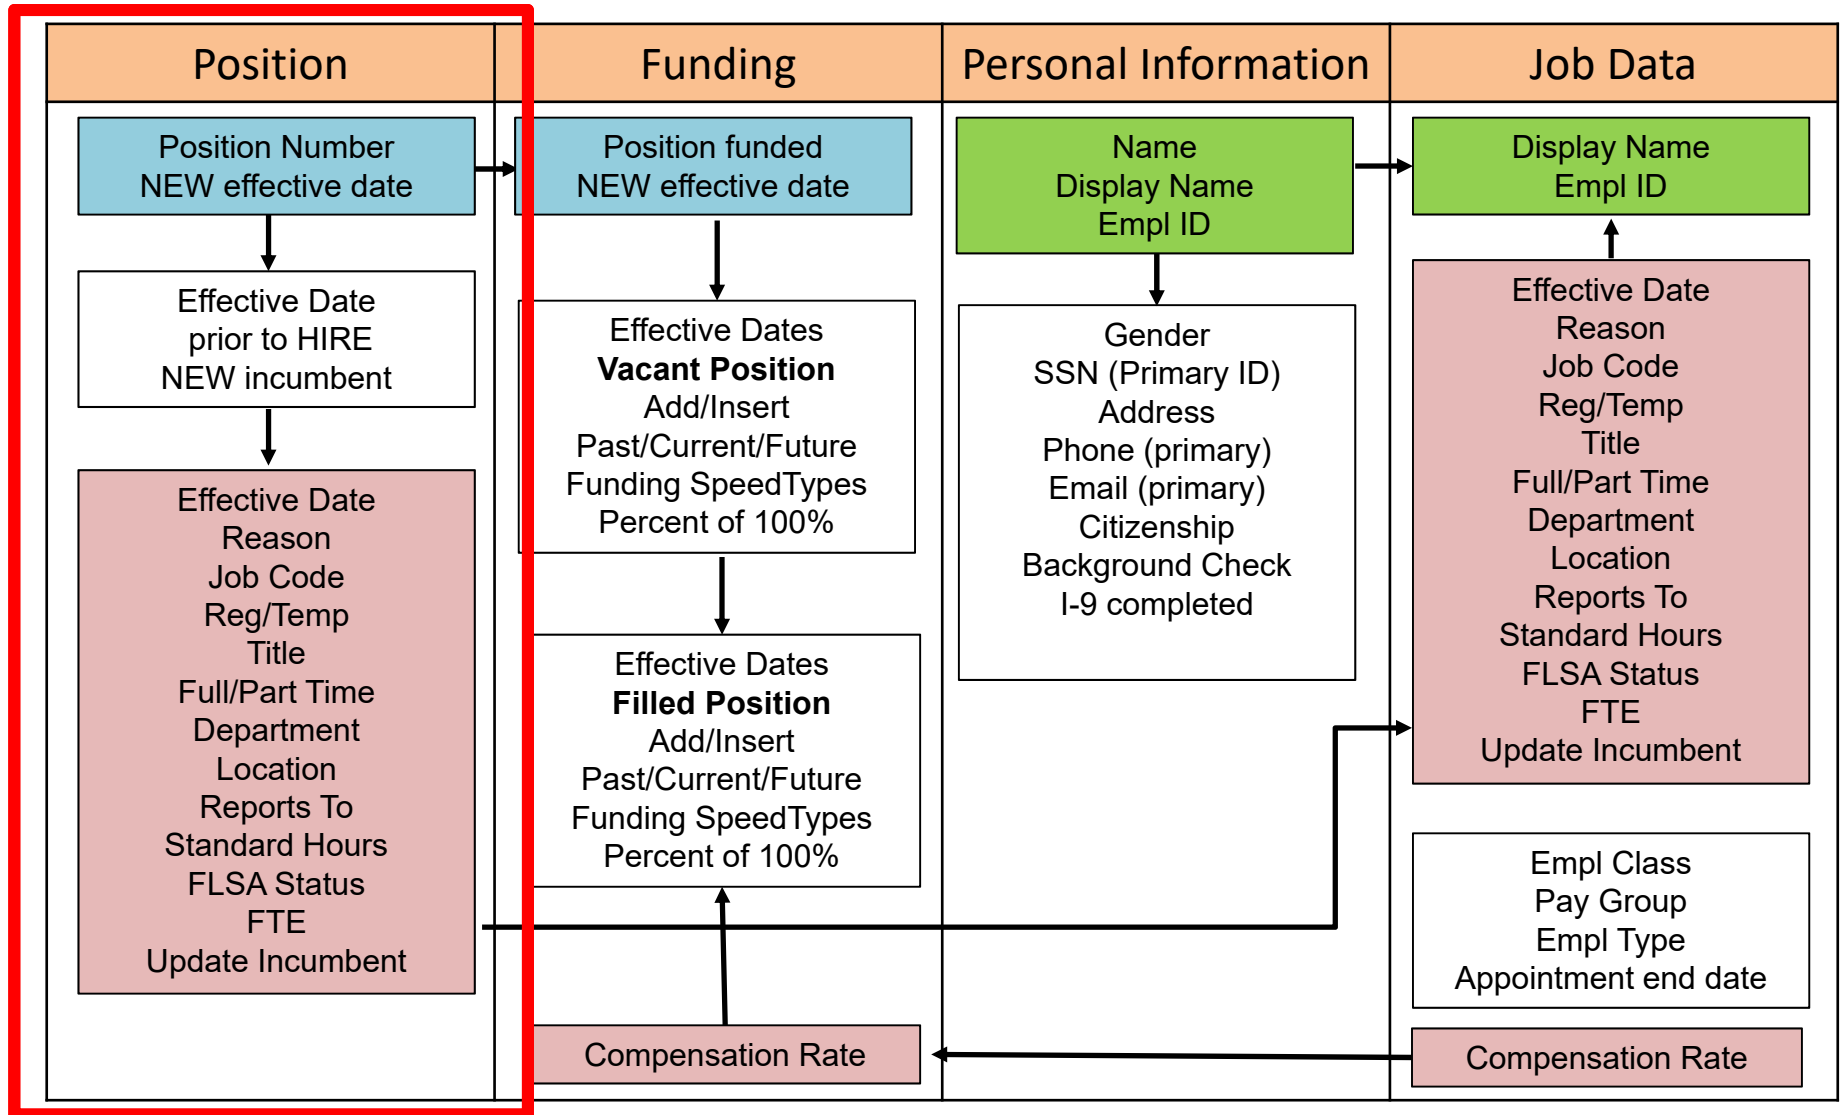 Position
Position Number
NEW effective date
Effective Date
prior to HIRE
NEW incumbent
Effective Date
Reason
Job Code
Reg/Temp
Title
Full/Part Time
Department
Location
Reports To
Standard Hours
FLSA Status
FTE
Update Incumbent
Funding
Position funded
NEW effective date
Effective Dates
Vacant Position
Add/Insert
Past/Current/Future
Funding SpeedTypes
Percent of 100%
Effective Dates
Filled Position
Add/Insert
Past/Current/Future
Funding SpeedTypes
Percent of 100%
Compensation Rate
Personal Information
Name
Display Name
Empl ID
Gender
SSN (Primary ID)
Address
Phone (primary)
Email (primary)
Citizenship
Background Check
I-9 completed
Job Data
Display Name
Empl ID
Effective Date
Reason
Job Code
Reg/Temp
Title
Full/Part Time
Department
Location
Reports To
Standard Hours
FLSA Status
FTE
Update Incumbent
Empl Class
Pay Group
Empl Type
Appointment end date
Compensation Rate